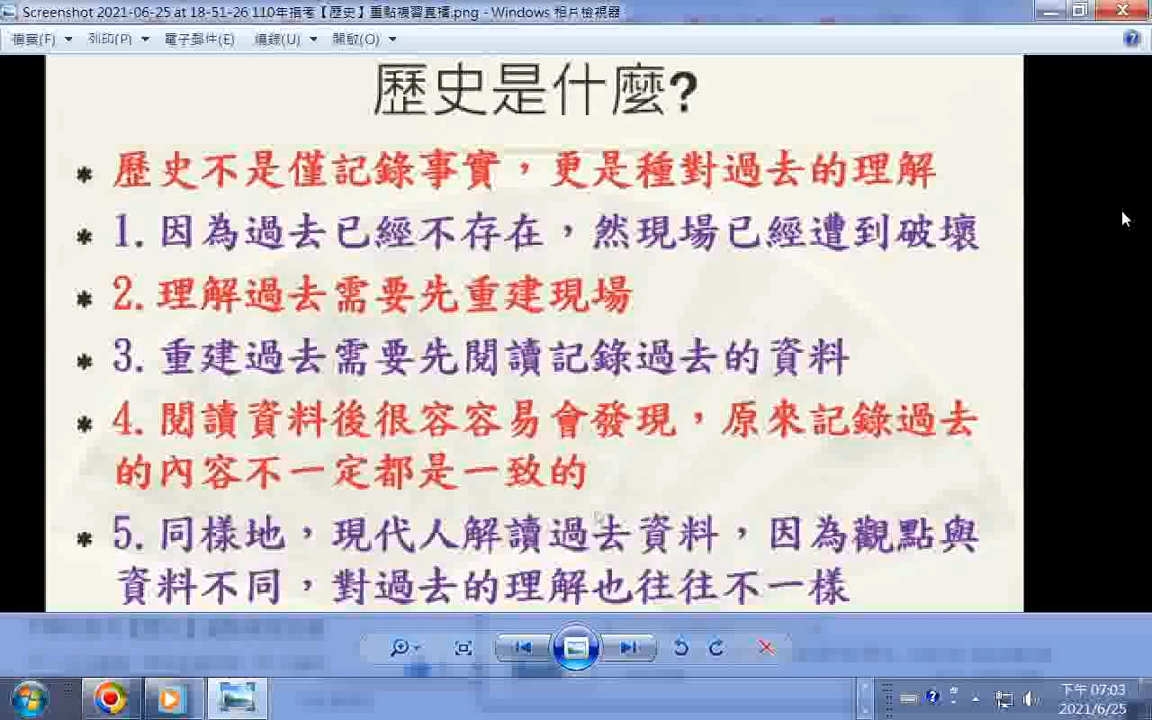 Screenshot 2021-06-25 at 18-51-26 110年指考【歷史】重點複習直播.png - Windows 相片檢視器
檔案(F) 列印(P) 電子郵件(E) 燒錄(U) 開啟(O)
歷史是什麼?
* 歷史不是僅記錄事實，更是種對過去的理解
* 1. 因為過去已經不存在，然現場已經遭到破壞
* 2. 理解過去需要先重建現場
* 3. 重建過去需要先閱讀記錄過去的資料
* 4. 閱讀資料後很容容易會發現，原來記錄過去
的內容不一定都是一致的
* 5. 同樣地，現代人解讀過去資料，因為觀點與
資料不同，對過去的理解也往往不一樣
下午 07:03
2021/6/25